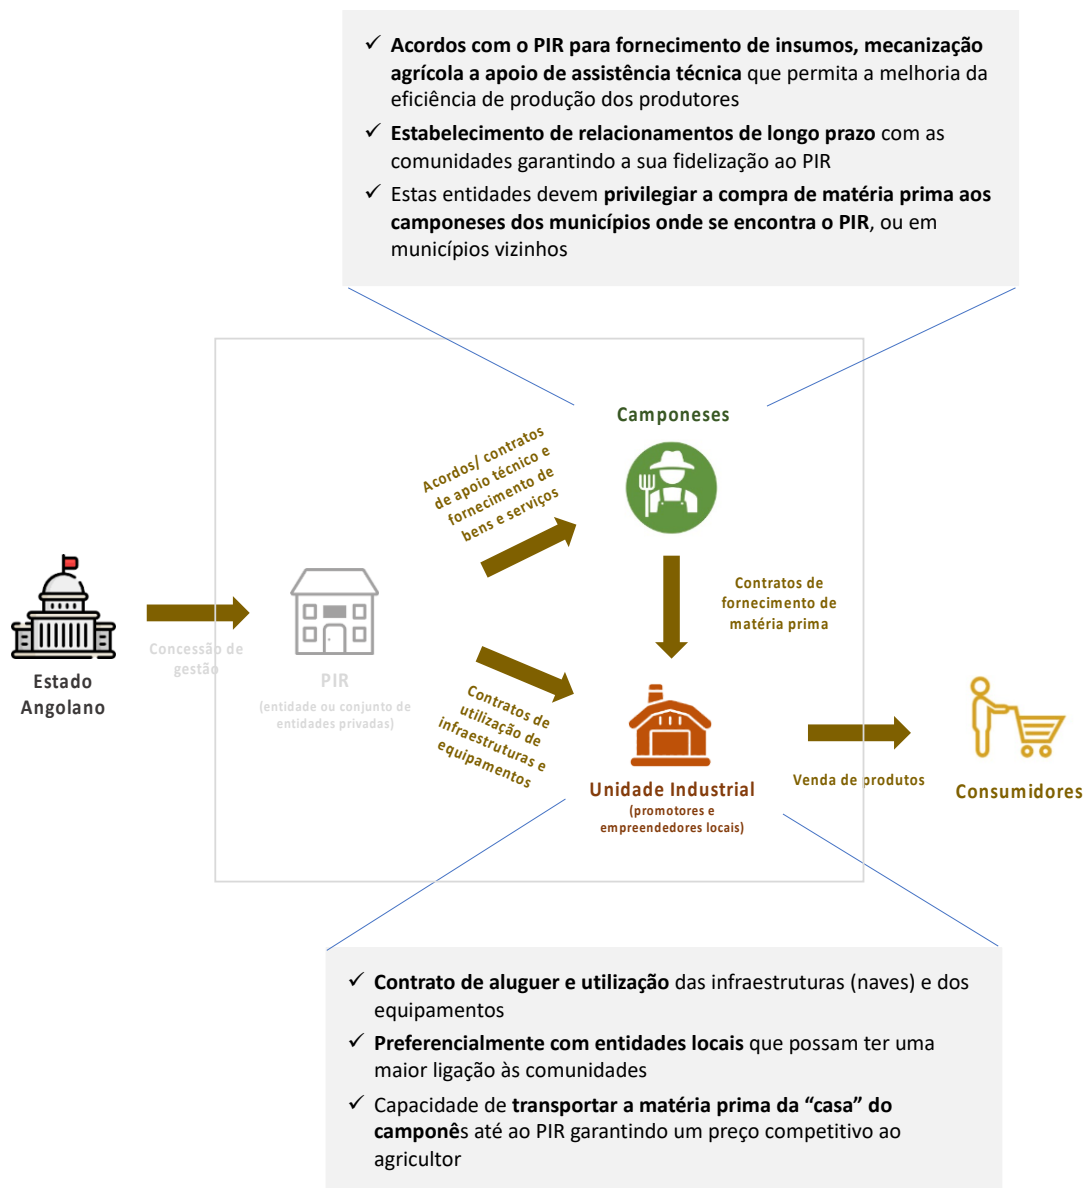 ✓ Acordos com o PIR para fornecimento de insumos, mecanização
agrícola a apoio de assistência técnica que permita a melhoria da
eficiência de produção dos produtores
✓ Estabelecimento de relacionamentos de longo prazo com as
comunidades garantindo a sua fidelização ao PIR
✓ Estas entidades devem privilegiar a compra de matéria prima aos
camponeses dos municípios onde se encontra o PIR, ou em
municípios vizinhos
Camponeses
Acordos/ contratos
de apoio técnico e
fornecimento de
bens e serviços
Contratos de
fornecimento de
matéria prima
Estado
Angolano
Concessão de
gestão
PIR
(entidade ou conjunto de
entidades privadas)
Contratos de
utilização de
infraestruturas e
equipamentos
Unidade Industrial
(promotores e
empreendedores locais)
Venda de produtos
Consumidores
✓ Contrato de aluguer e utilização das infraestruturas (naves) e dos
equipamentos
✓ Preferencialmente com entidades locais que possam ter uma
maior ligação às comunidades
✓ Capacidade de transportar a matéria prima da “casa” do
camponês até ao PIR garantindo um preço competitivo ao
agricultor